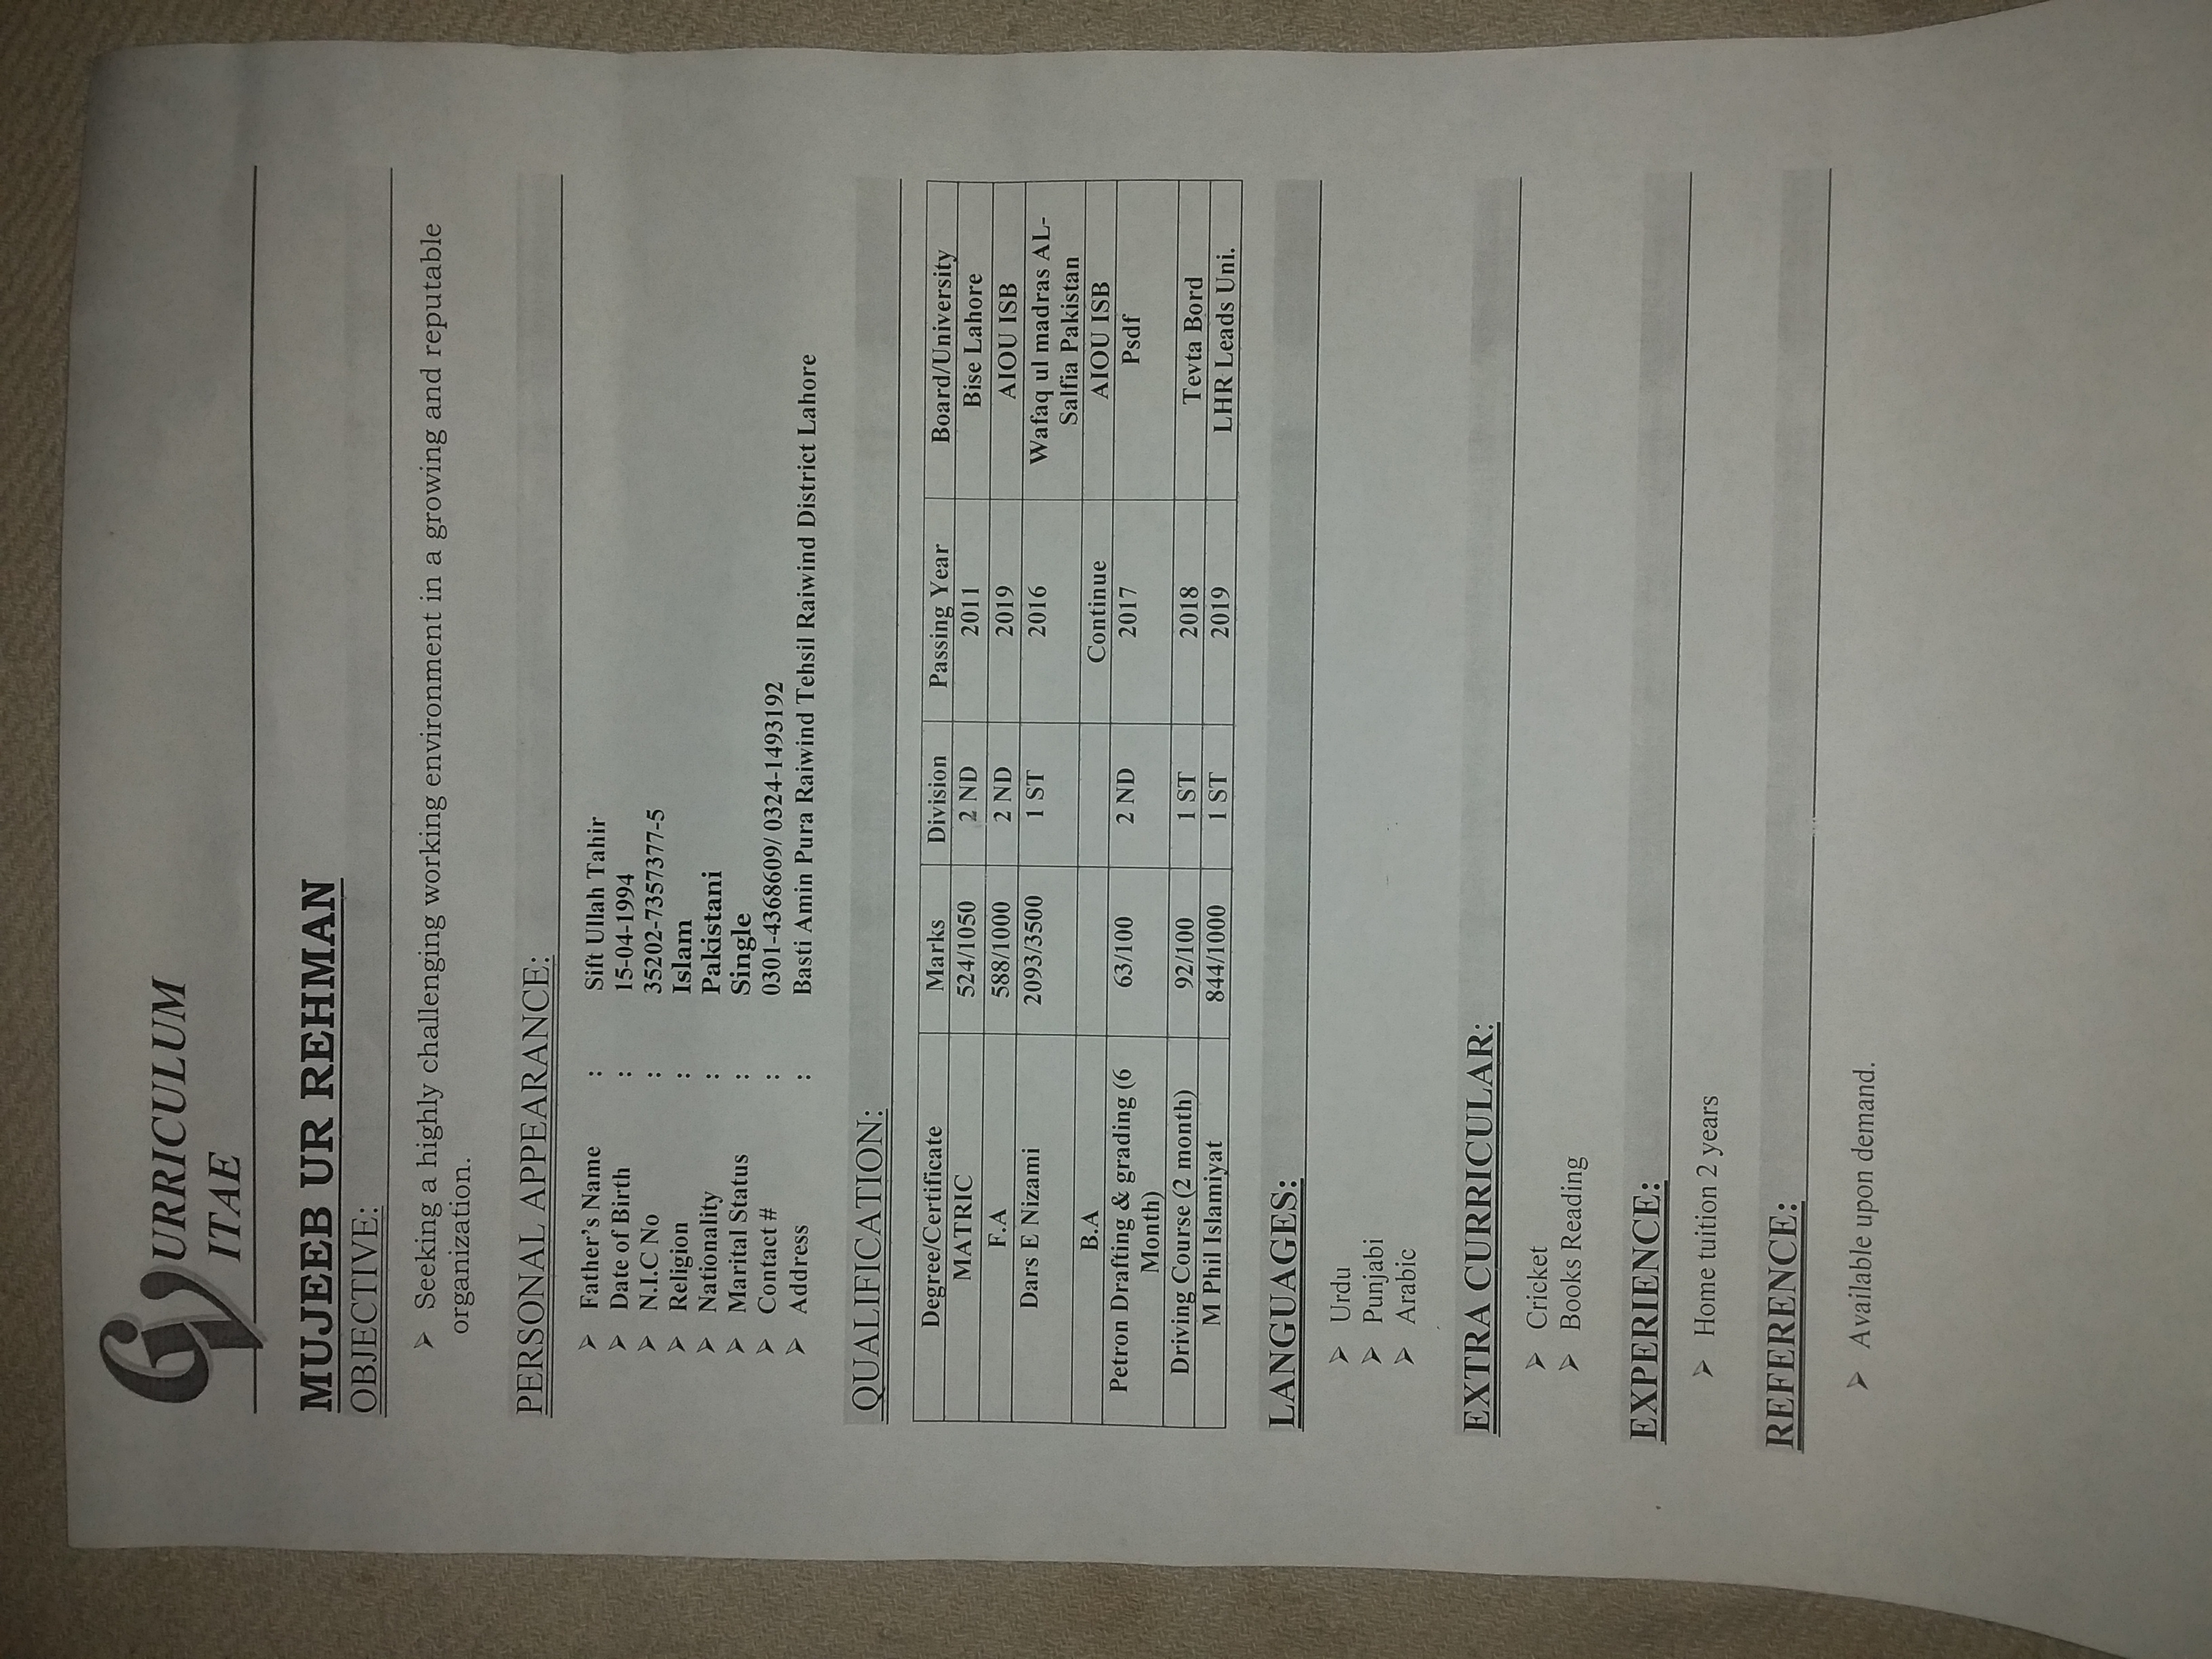 CURRICULUM
VITAE
MUJEEB UR REHMAN
OBJECTIVE:
➢ Seeking a highly challenging working environment in a growing and reputable
organization.
PERSONAL APPEARANCE:
➢ Father's Name : Sift Ullah Tahir
➢ Date of Birth : 15-04-1994
➢ N.I.C No : 35202-7357377-5
➢ Religion : Islam
➢ Nationality : Pakistani
➢ Marital Status : Single
➢ Contact # : 0301-4368609/ 0324-1493192
➢ Address : Basti Amin Pura Raiwind Tehsil Raiwind District Lahore
QUALIFICATION:
Degree/Certificate Marks Division Passing Year Board/University
MATRIC 524/1050 2 ND 2011 Bise Lahore
F.A 588/1000 2 ND 2019 AIOU ISB
Dars E Nizami 2093/3500 1 ST 2016 Wafaq ul madras AL-
Salfia Pakistan
B.A Continue AIOU ISB
Petron Drafting & grading (6 63/100 2 ND 2017 Psdf
Month)
Driving Course (2 month) 92/100 1 ST 2018 Tevta Bord
M Phil Islamiyat 844/1000 1 ST 2019 LHR Leads Uni.
LANGUAGES:
➢ Urdu
➢ Punjabi
➢ Arabic
EXTRA CURRICULAR:
➢ Cricket
➢ Books Reading
EXPERIENCE:
➢ Home tuition 2 years
REFERENCE:
➢ Available upon demand.